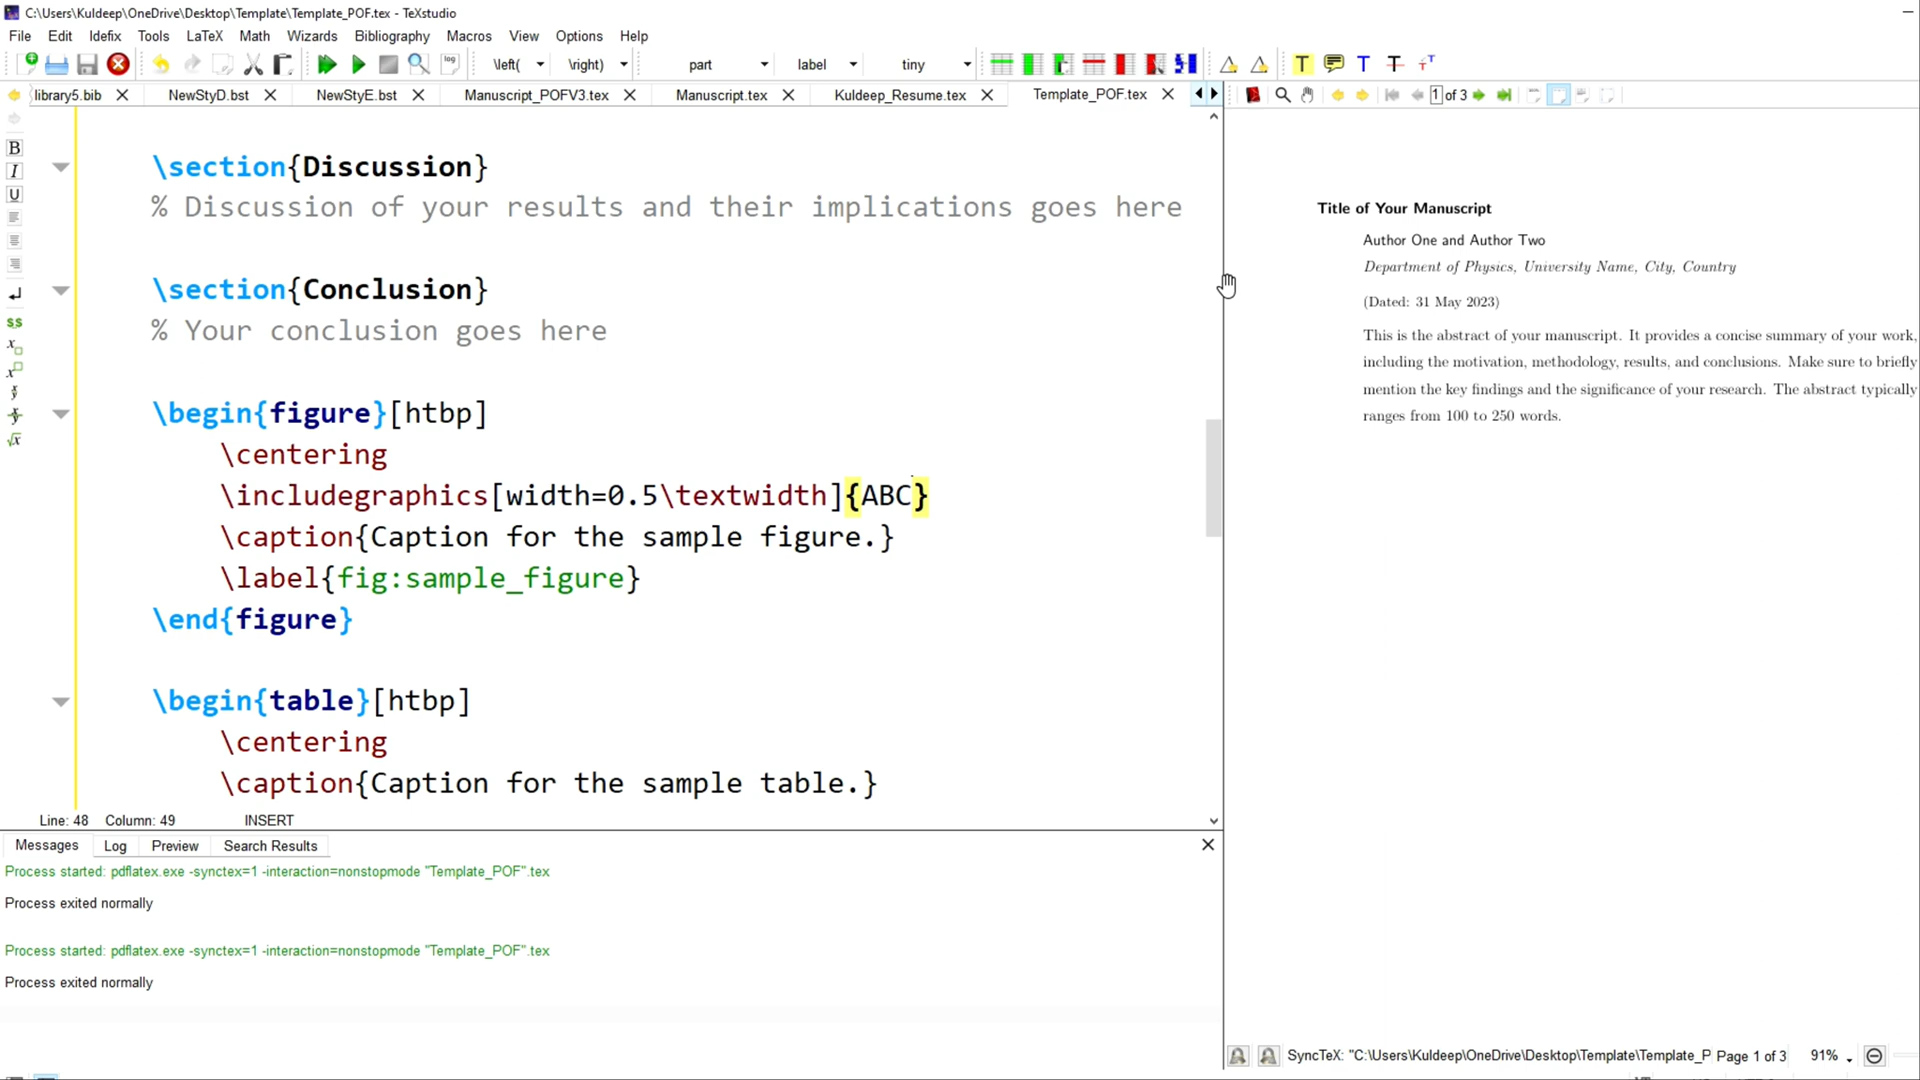 C:\Users\Kuldeep\OneDrive\Desktop\Template\Template_POF.tex - TeXstudio
File Edit Idefix Tools LaTeX Math Wizards Bibliography Macros View Options Help
\left( \right) part label tiny
library5.bib NewStyD.bst NewStyE.bst Manuscript_POFV3.tex Manuscript.tex Kuldeep_Resume.tex Template_POF.tex 1 of 3
\section{Discussion}
% Discussion of your results and their implications goes here
\section{Conclusion}
% Your conclusion goes here
\begin{figure}[htbp]
\centering
\includegraphics[width=0.5\textwidth]{ABC}
\caption{Caption for the sample figure.}
\label{fig:sample_figure}
\end{figure}
\begin{table}[htbp]
\centering
\caption{Caption for the sample table.}
Line: 48 Column: 49 INSERT
Messages Log Preview Search Results
Process started: pdflatex.exe -synctex=1 -interaction=nonstopmode "Template_POF".tex
Process exited normally
Process started: pdflatex.exe -synctex=1 -interaction=nonstopmode "Template_POF".tex
Process exited normally
Title of Your Manuscript
Author One and Author Two
Department of Physics, University Name, City, Country
(Dated: 31 May 2023)
This is the abstract of your manuscript. It provides a concise summary of your work,
including the motivation, methodology, results, and conclusions. Make sure to briefly
mention the key findings and the significance of your research. The abstract typically
ranges from 100 to 250 words.
SyncTeX: "C:\Users\Kuldeep\OneDrive\Desktop\Template\Template_P Page 1 of 3 91%